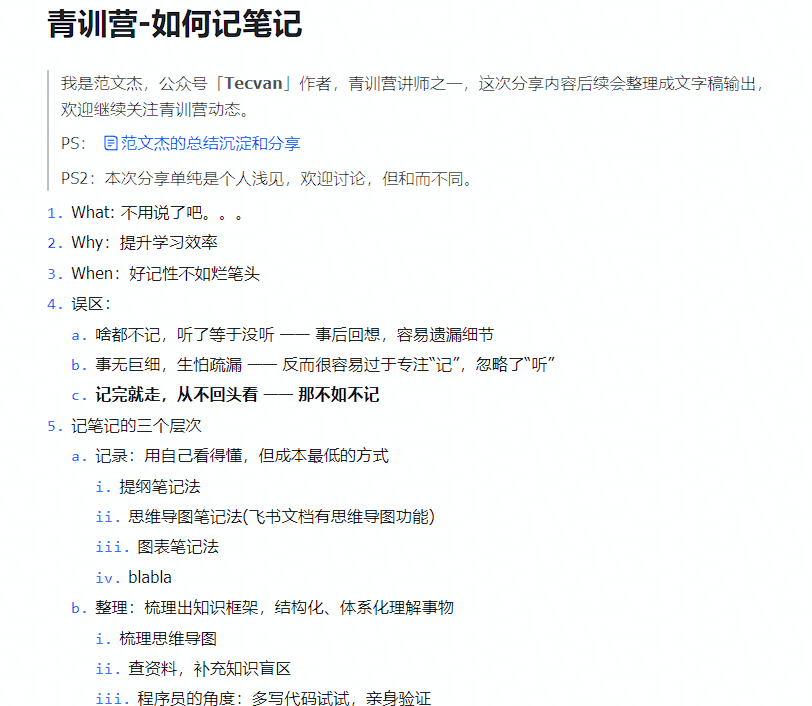 青训营-如何记笔记
我是范文杰，公众号「Tecvan」作者，青训营讲师之一，这次分享内容后续会整理成文字稿输出，
欢迎继续关注青训营动态。
PS： 范文杰的总结沉淀和分享
PS2：本次分享单纯是个人浅见，欢迎讨论，但和而不同。
1. What: 不用说了吧。。。
2. Why：提升学习效率
3. When：好记性不如烂笔头
4. 误区：
a. 啥都不记，听了等于没听 —— 事后回想，容易遗漏细节
b. 事无巨细，生怕疏漏 —— 反而很容易过于专注“记”，忽略了“听”
c. 记完就走，从不回头看 —— 那不如不记
5. 记笔记的三个层次
a. 记录：用自己看得懂，但成本最低的方式
i. 提纲笔记法
ii. 思维导图笔记法(飞书文档有思维导图功能)
iii. 图表笔记法
iv. blabla
b. 整理：梳理出知识框架，结构化、体系化理解事物
i. 梳理思维导图
ii. 查资料，补充知识盲区
iii. 程序员的角度：多写代码试试，亲身验证